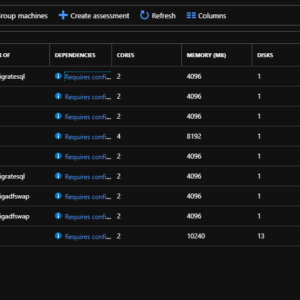 Group machines Create assessment Refresh Columns
R OF DEPENDENCIES CORES MEMORY (MB) DISKS
igratesql Requires confi... 2 4096 1
Requires confi... 2 4096 1
Requires confi... 2 4096 1
Requires confi... 4 8192 1
Requires confi... 2 4096 1
igratesql Requires confi... 2 4096 1
igadfswap Requires confi... 2 4096 1
igadfswap Requires confi... 2 4096 1
Requires confi... 2 10240 13